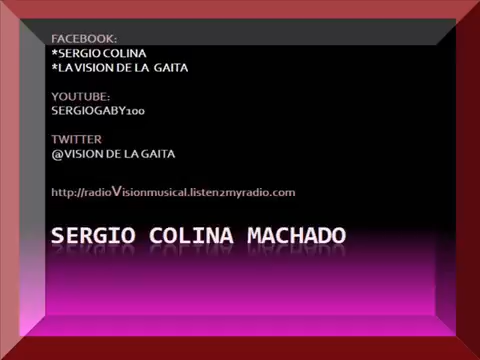 FACEBOOK:
*SERGIO COLINA
*LA VISION DE LA  GAITA
YOUTUBE:
SERGIOGABY100
TWITTER
@VISION DE LA GAITA
http://radioVisionmusical.listen2myradio.com
SERGIO COLINA MACHADO